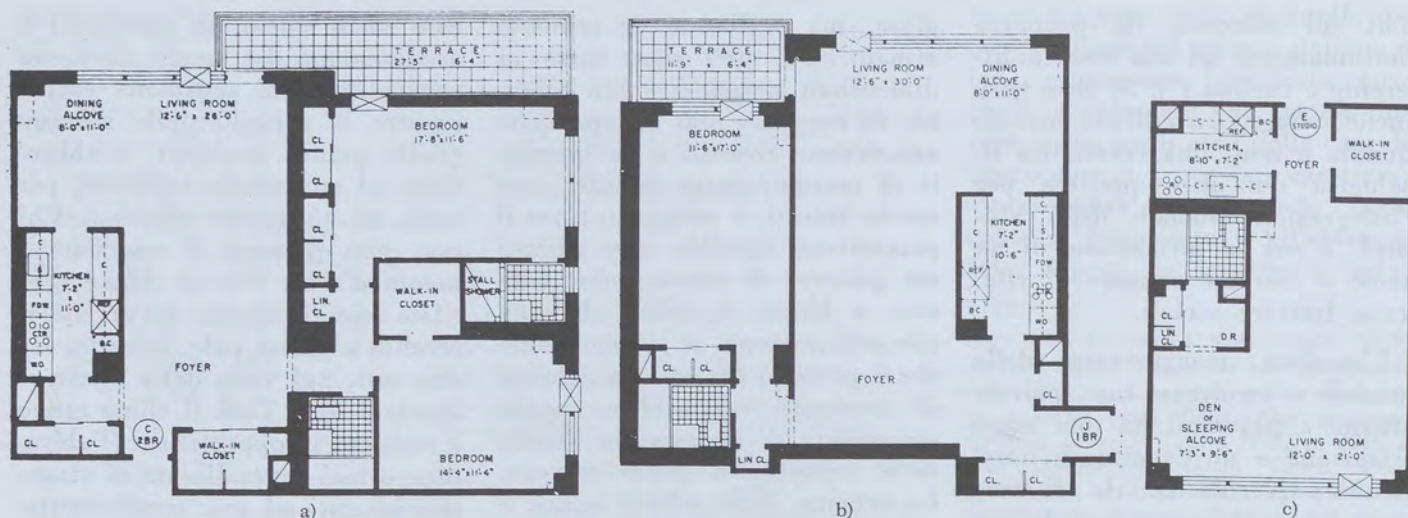 TERRACE
27'-5" x 6'-4"
DINING
ALCOVE
8'-0" x 11'-0"
LIVING ROOM
12'-6" x 26'-0"
BEDROOM
17'-8" x 11'-6"
CL.
CL.
CL.
CL.
LIN.
CL.
WALK-IN
CLOSET
STALL
SHOWER
C
S
C
C
KITCHEN
7'-2"
x
11'-0"
FDW
CTR
REF
W.O.
B.C.
FOYER
CL.
CL.
C
2BR
WALK-IN
CLOSET
BEDROOM
14'-4" x 11'-4"
a)
TERRACE
11'-9" x 6'-4"
BEDROOM
11'-6" x 17'-0"
LIVING ROOM
12'-6" x 30'-0"
DINING
ALCOVE
8'-0" x 11'-0"
C
C
S
KITCHEN
7'-2"
x
10'-6"
FDW
REF
B.C.
W.O
CL.
CL.
FOYER
CL.
LIN CL.
J
1 BR
CL.
CL.
b)
REF
B.C.
E
STUDIO
KITCHEN
8'-10" x 7'-2"
FOYER
WALK-IN
CLOSET
CL.
LIN
CL.
D.R.
DEN
or
SLEEPING
ALCOVE
7'-3" x 9'-6"
LIVING ROOM
12'-0" x 21'-0"
c)